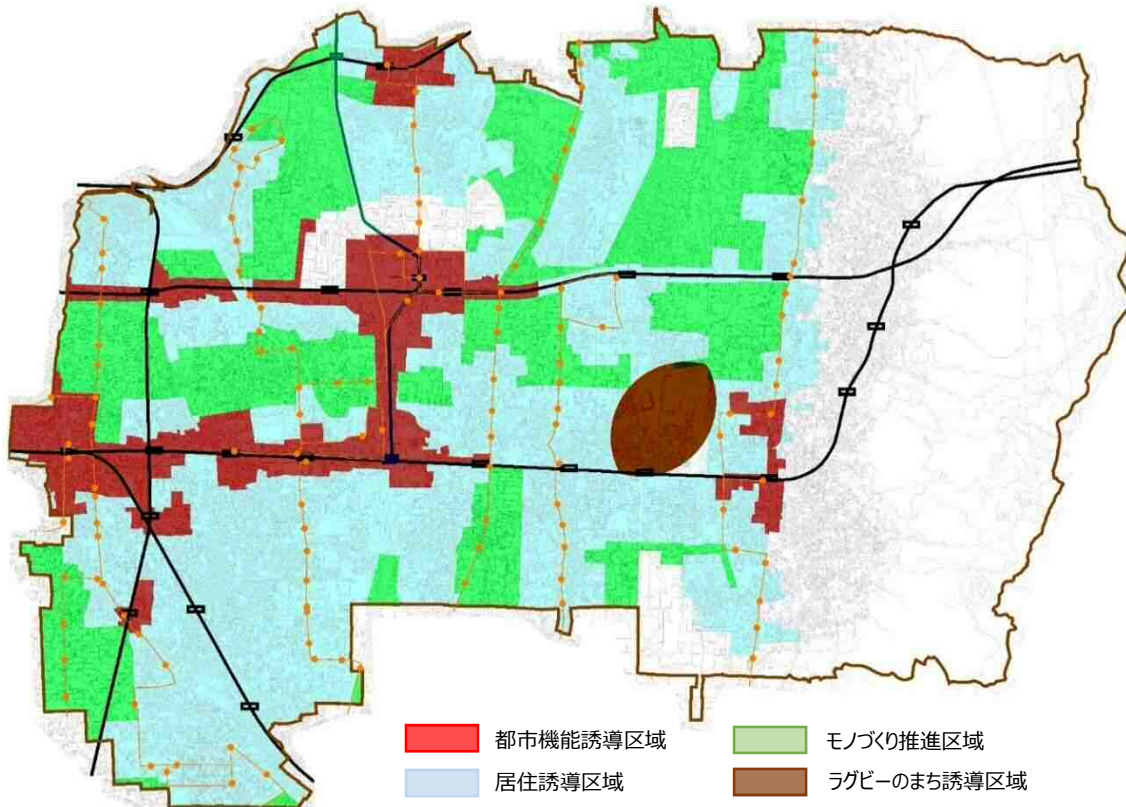 都市機能誘導区域
モノづくり推進区域
居住誘導区域
ラグビーのまち誘導区域